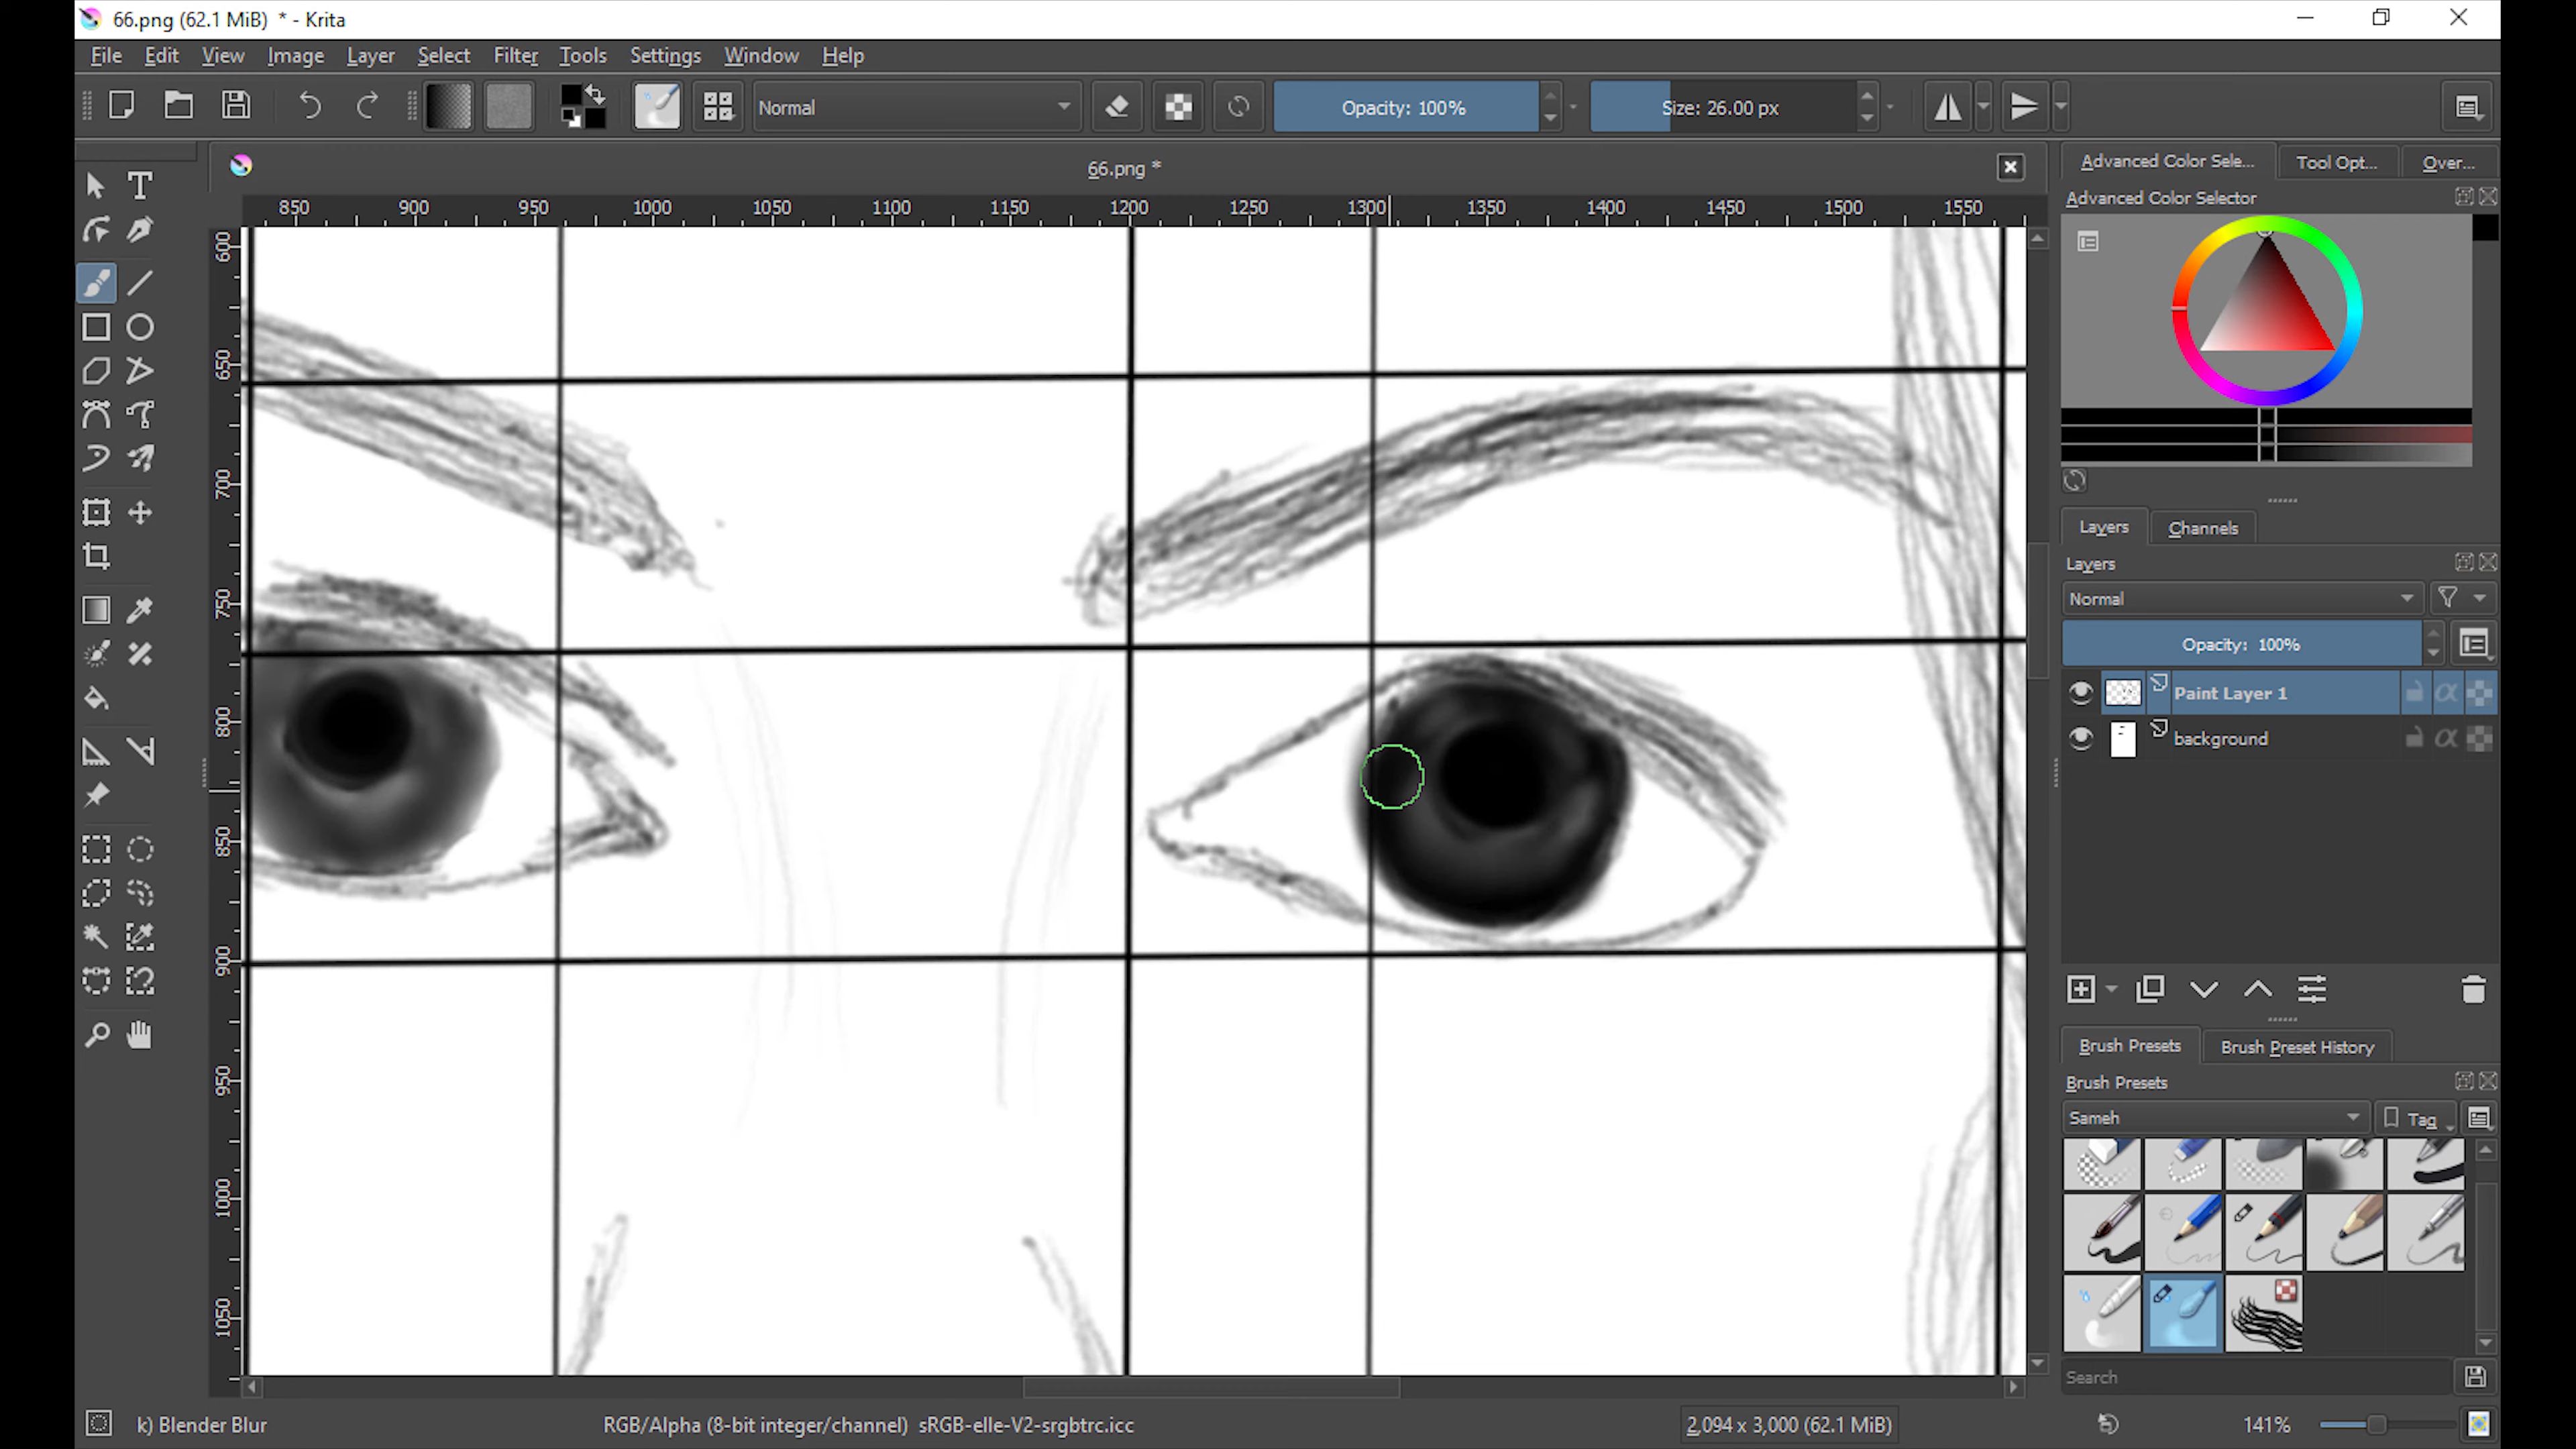 66.png (62.1 MiB) * - Krita
File Edit View Image Layer Select Filter Tools Settings Window Help
Normal Opacity: 100% Size: 26.00 px
66.png *
Advanced Color Sele... Tool Opt... Over...
Advanced Color Selector
850 900 950 1000 1050 1100 1150 1200 1250 1300 1350 1400 1450 1500 1550
600
650
700
750
800
850
900
950
1000
1050
Layers Channels
Layers
Normal
Opacity: 100%
Paint Layer 1
background
Brush Presets Brush Preset History
Brush Presets
Sameh Tag
Search
k) Blender Blur RGB/Alpha (8-bit integer/channel) sRGB-elle-V2-srgbtrc.icc 2,094 x 3,000 (62.1 MiB) 141%